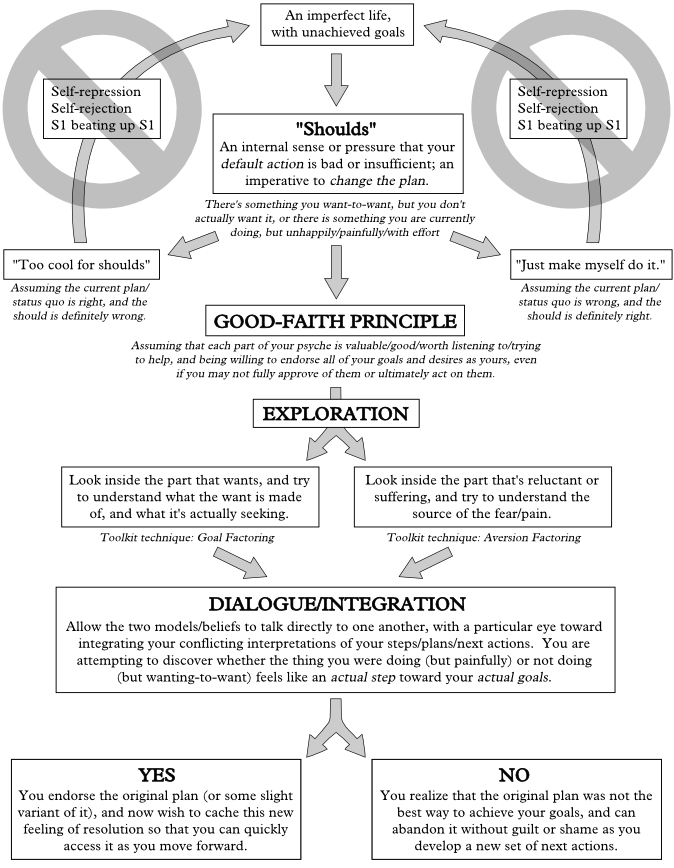 An imperfect life,
with unachieved goals
Self-repression
Self-rejection
S1 beating up S1
Self-repression
Self-rejection
S1 beating up S1
"Shoulds"
An internal sense or pressure that your
default action is bad or insufficient; an
imperative to change the plan.
There's something you want-to-want, but you don't
actually want it, or there is something you are currently
doing, but unhappily/painfully/with effort
"Too cool for shoulds"
Assuming the current plan/
status quo is right, and the
should is definitely wrong.
"Just make myself do it."
Assuming the current plan/
status quo is wrong, and the
should is definitely right.
GOOD-FAITH PRINCIPLE
Assuming that each part of your psyche is valuable/good/worth listening to/trying
to help, and being willing to endorse all of your goals and desires as yours, even
if you may not fully approve of them or ultimately act on them.
EXPLORATION
Look inside the part that wants, and try
to understand what the want is made
of, and what it's actually seeking.
Toolkit technique: Goal Factoring
Look inside the part that's reluctant or
suffering, and try to understand the
source of the fear/pain.
Toolkit technique: Aversion Factoring
DIALOGUE/INTEGRATION
Allow the two models/beliefs to talk directly to one another, with a particular eye toward
integrating your conflicting interpretations of your steps/plans/next actions. You are
attempting to discover whether the thing you were doing (but painfully) or not doing
(but wanting-to-want) feels like an actual step toward your actual goals.
YES
You endorse the original plan (or some slight
variant of it), and now wish to cache this new
feeling of resolution so that you can quickly
access it as you move forward.
NO
You realize that the original plan was not the
best way to achieve your goals, and can
abandon it without guilt or shame as you
develop a new set of next actions.